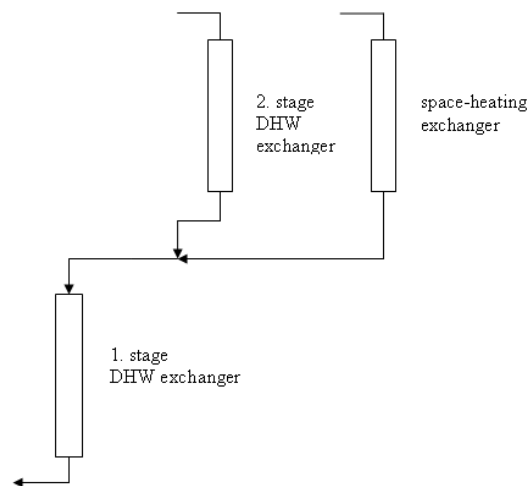 2. stage
DHW
exchanger
space-heating
exchanger
1. stage
DHW exchanger